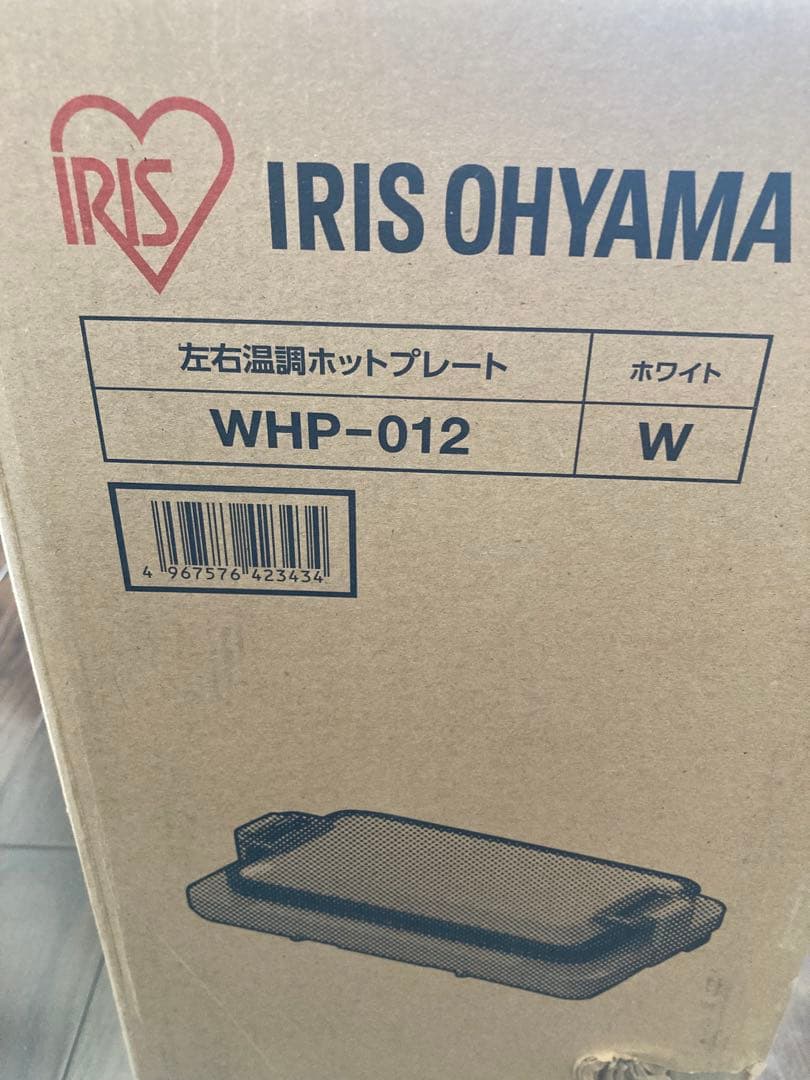 IRIS
IRIS OHYAMA
左右温調ホットプレート
ホワイト
WHP-012
W
4 967576 423434